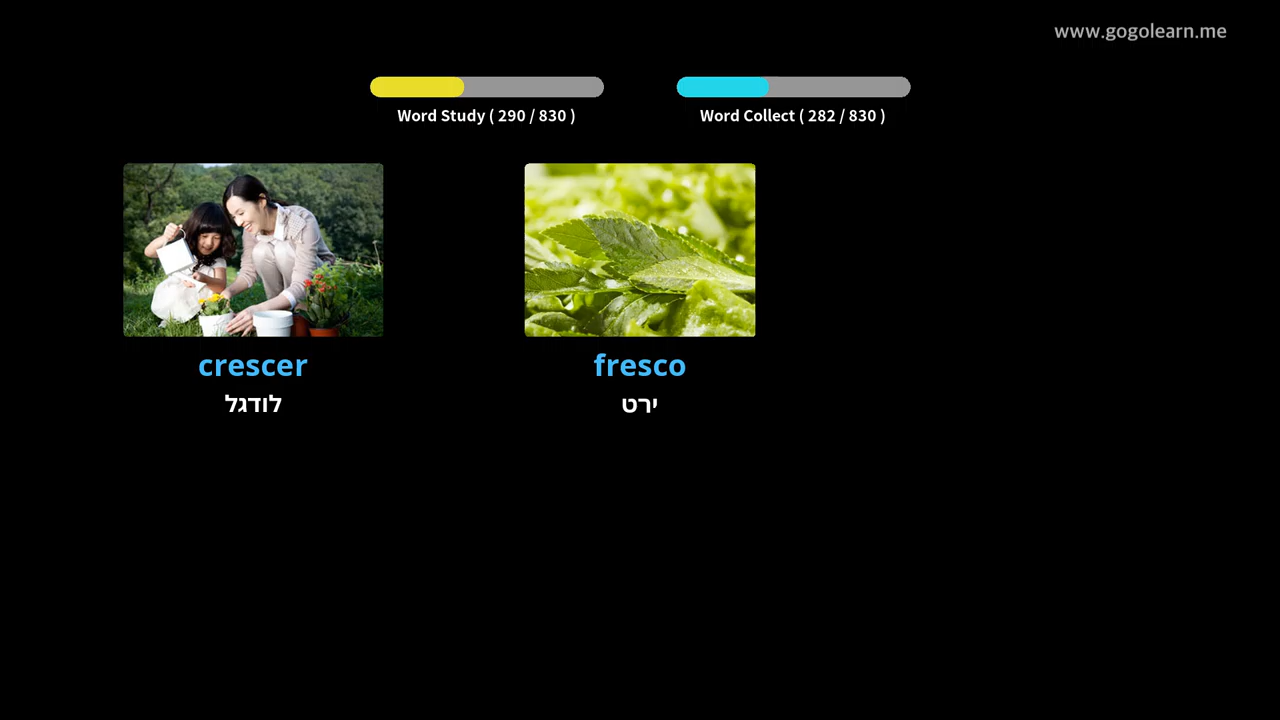 www.gogolearn.me
Word Study ( 290 / 830 )
Word Collect ( 282 / 830 )
crescer
לודגל
fresco
ירט